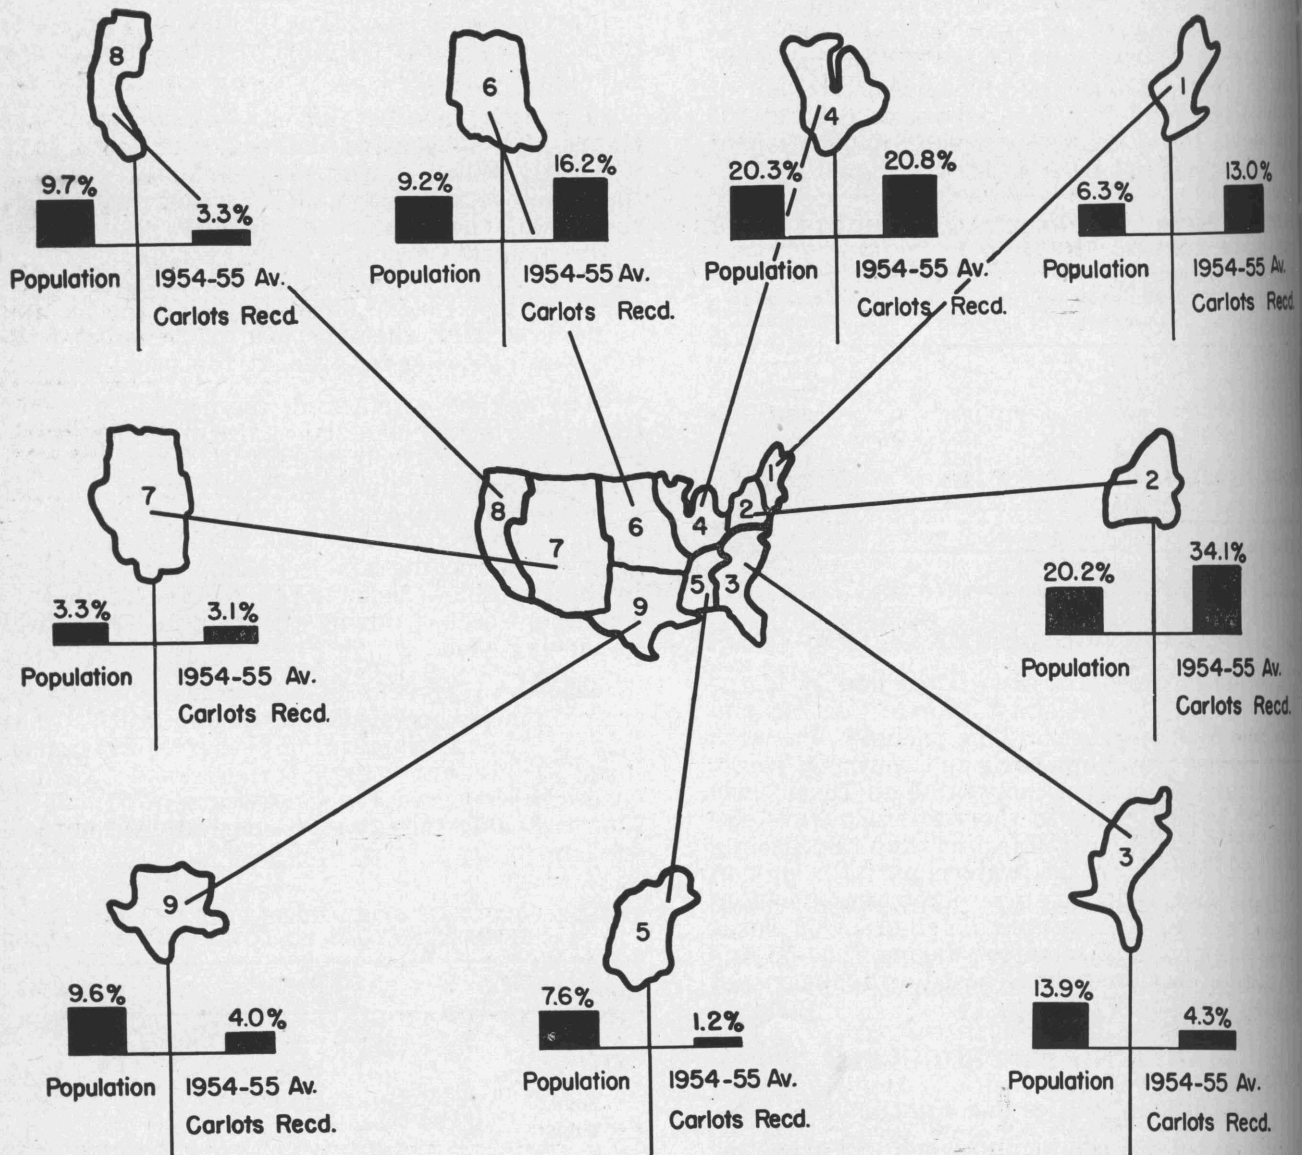 8
9.7%
3.3%
Population
1954-55 Av.
Carlots Recd.
6
9.2%
16.2%
Population
1954-55 Av.
Carlots Recd.
4
20.3%
20.8%
Population
1954-55 Av.
Carlots Recd.
1
6.3%
13.0%
Population
1954-55 Av.
Carlots Recd.
7
3.3%
3.1%
Population
1954-55 Av.
Carlots Recd.
8
7
6
9
4
5
3
2
1
2
20.2%
34.1%
Population
1954-55 Av.
Carlots Recd.
9
9.6%
4.0%
Population
1954-55 Av.
Carlots Recd.
5
7.6%
1.2%
Population
1954-55 Av.
Carlots Recd.
3
13.9%
4.3%
Population
1954-55 Av.
Carlots Recd.